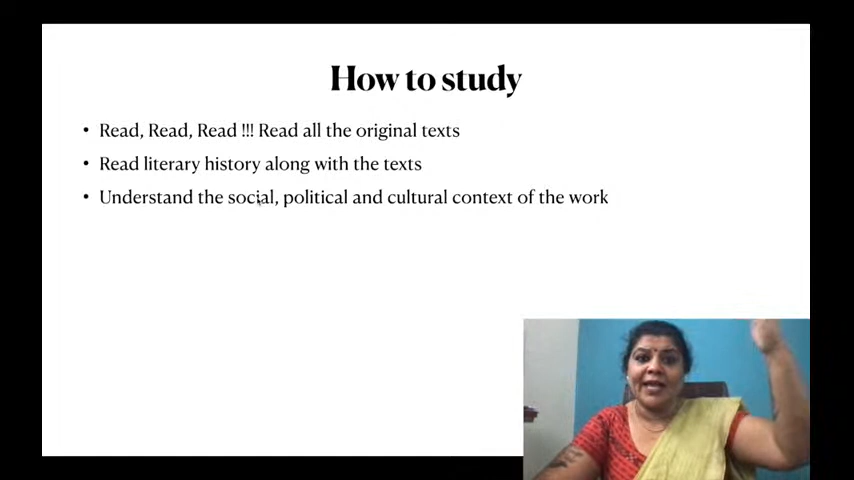 How to study
• Read, Read, Read !!! Read all the original texts
• Read literary history along with the texts
• Understand the social, political and cultural context of the work